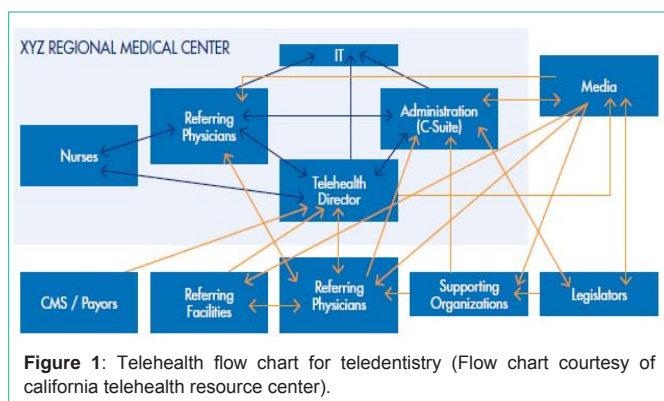 XYZ REGIONAL MEDICAL CENTER
IT
Media
Referring
Physicians
Administration
(C-Suite)
Nurses
Telehealth
Director
CMS / Payors
Referring
Facilities
Referring
Physicians
Supporting
Organizations
Legislators
Figure 1: Telehealth flow chart for teledentistry (Flow chart courtesy of
california telehealth resource center).